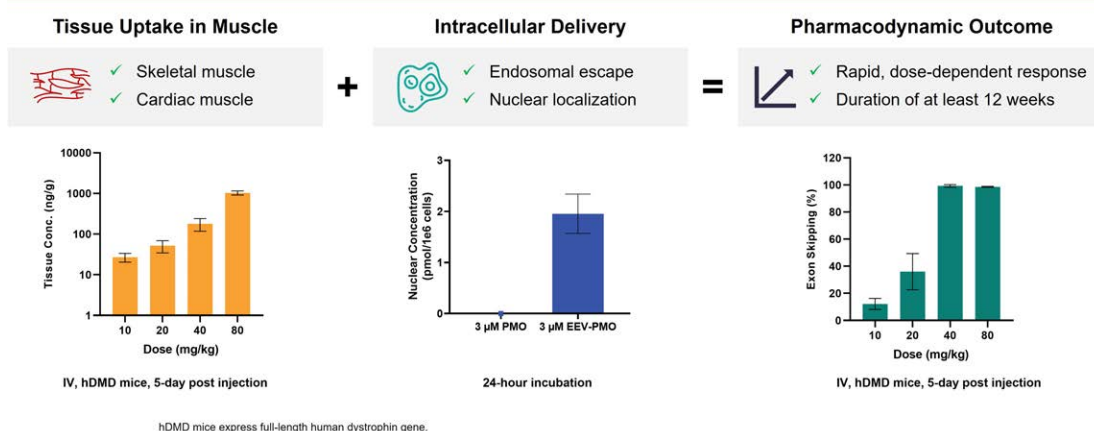 Tissue Uptake in Muscle
✓ Skeletal muscle
✓ Cardiac muscle
+
Intracellular Delivery
✓ Endosomal escape
✓ Nuclear localization
=
Pharmacodynamic Outcome
✓ Rapid, dose-dependent response
✓ Duration of at least 12 weeks
Tissue Conc. (ng/g)
10000
1000
100
10
1
10 20 40 80
Dose (mg/kg)
IV, hDMD mice, 5-day post injection
Nuclear Concentration
(pmol/1e6 cells)
3
2
1
0
3 µM PMO 3 µM EEV-PMO
24-hour incubation
Exon Skipping (%)
120
100
80
60
40
20
0
10 20 40 80
Dose (mg/kg)
IV, hDMD mice, 5-day post injection
hDMD mice express full-length human dystrophin gene.